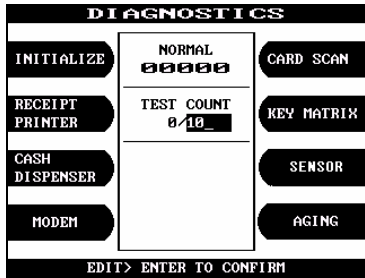 DIAGNOSTICS
INITIALIZE
NORMAL
00000
CARD SCAN
RECEIPT
PRINTER
TEST COUNT
0/10_
KEY MATRIX
CASH
DISPENSER
SENSOR
MODEM
AGING
EDIT> ENTER TO CONFIRM